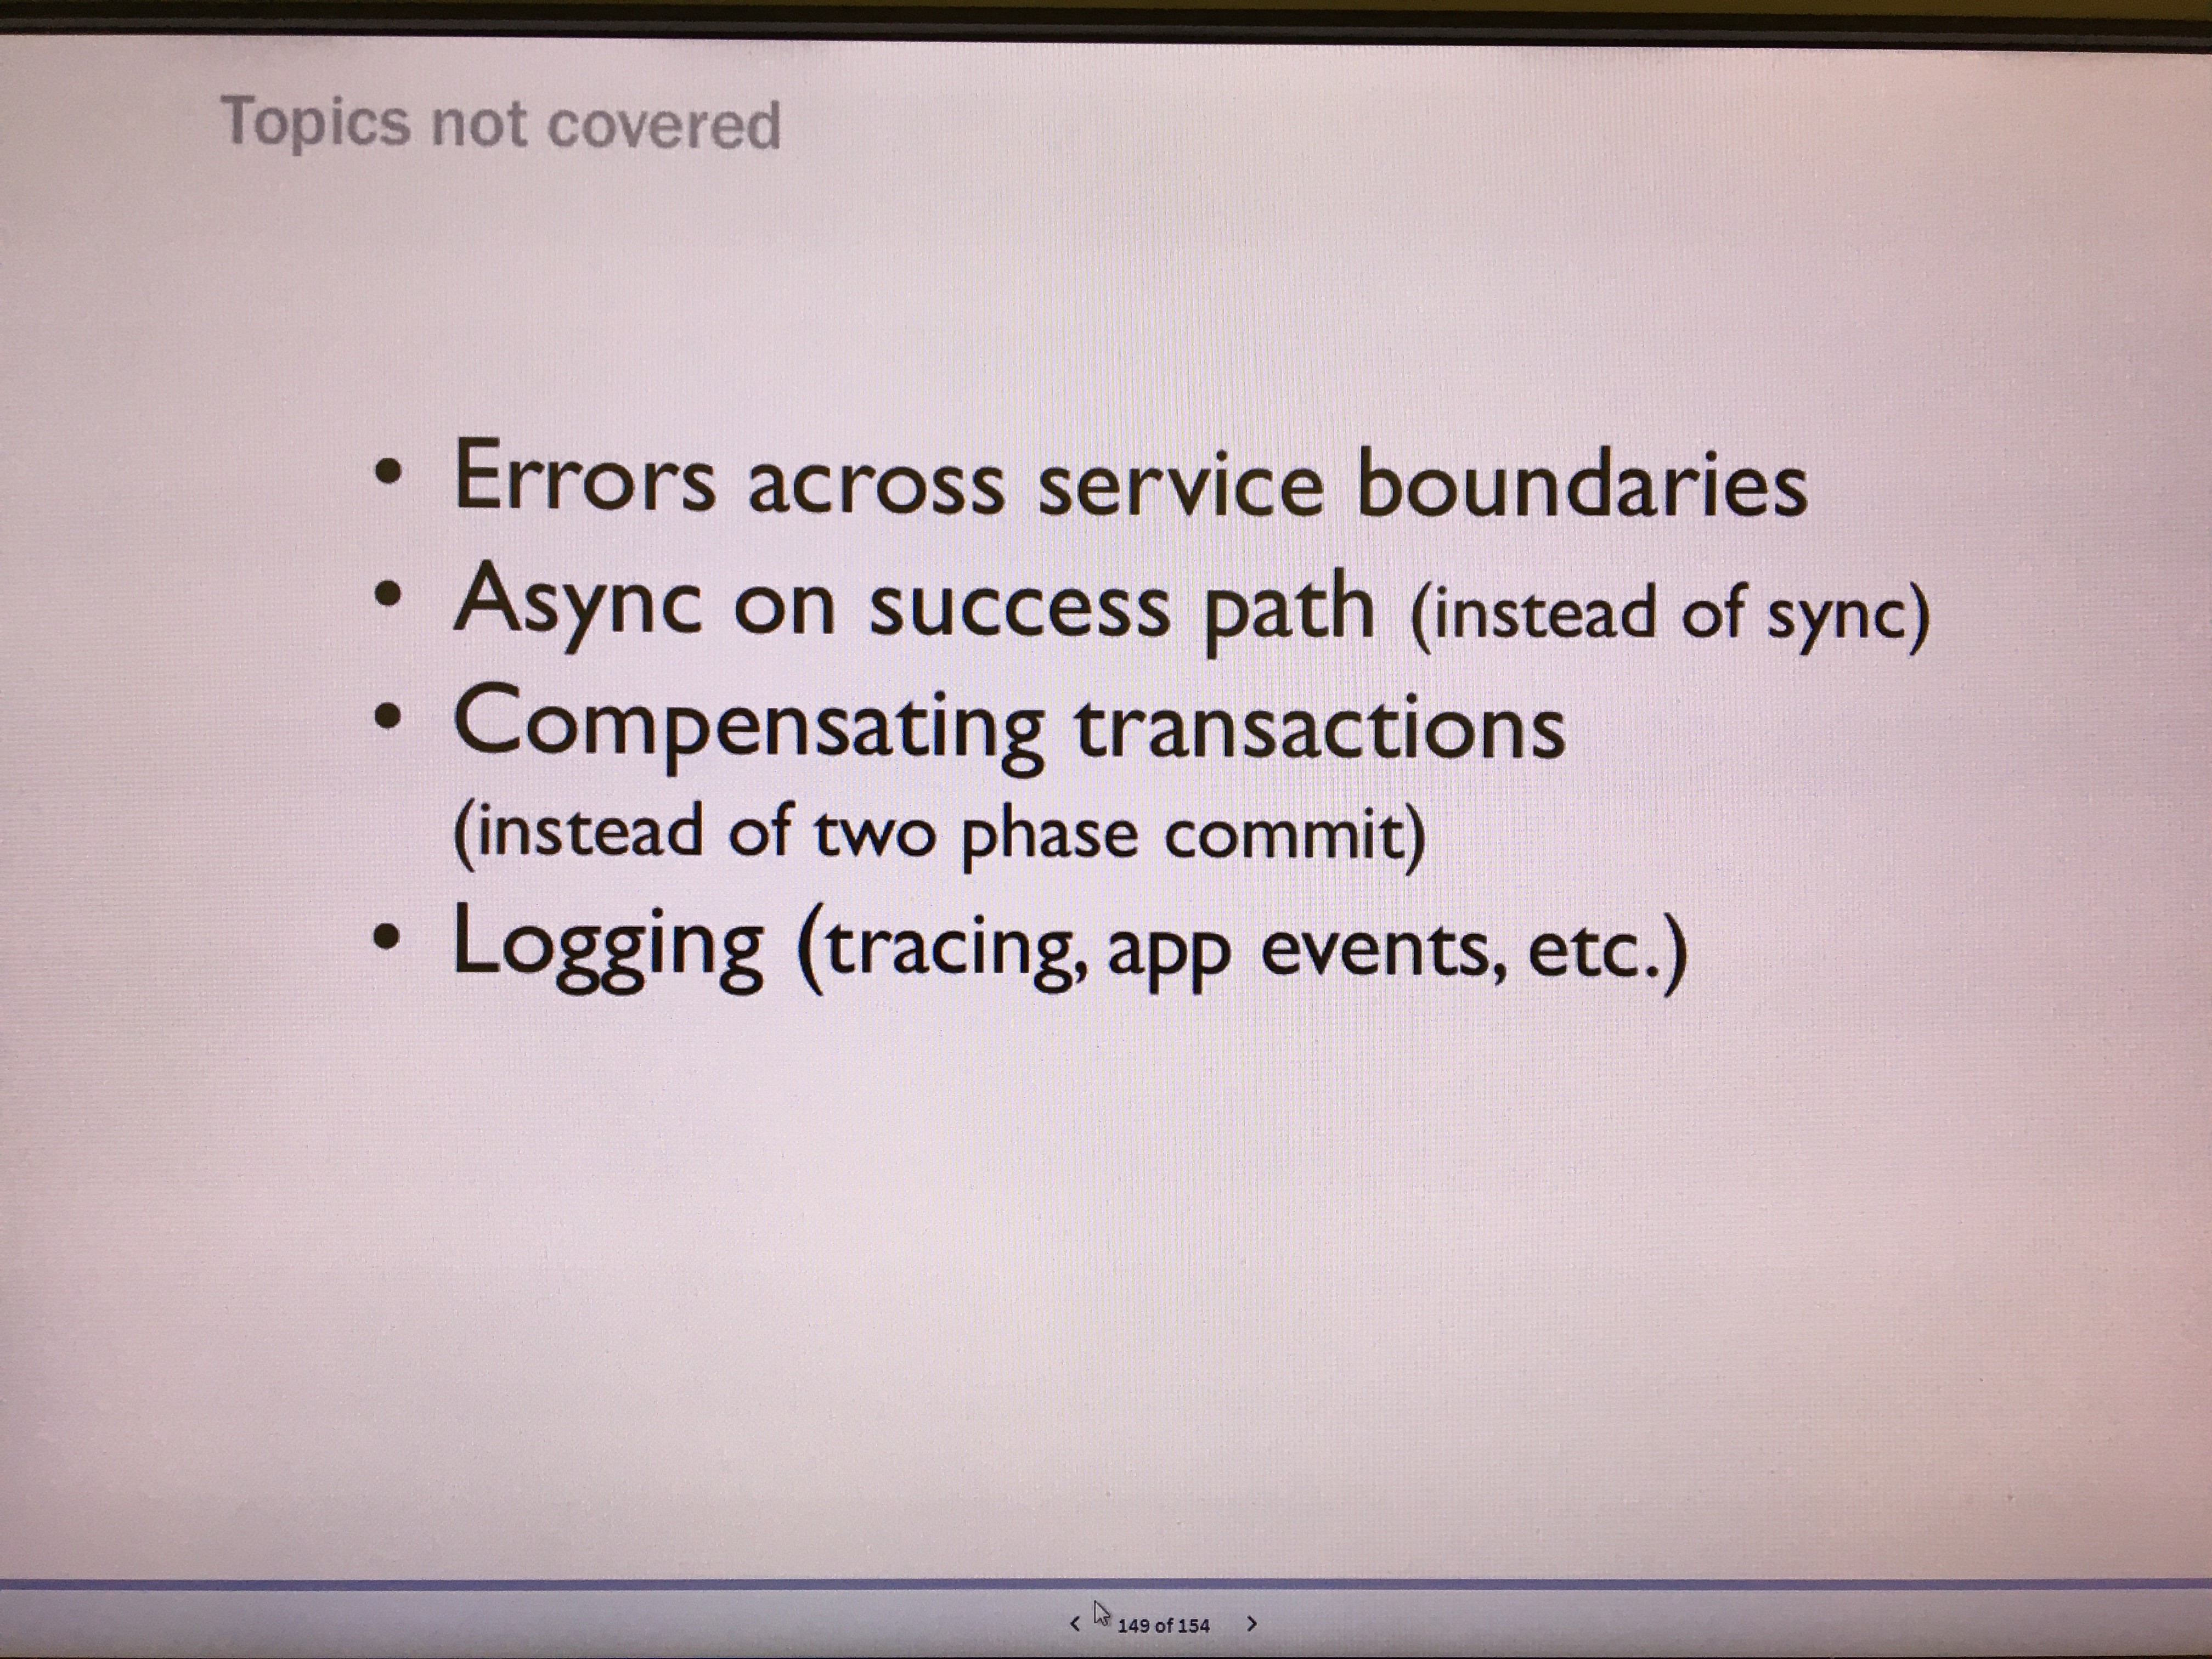 Topics not covered
• Errors across service boundaries
• Async on success path (instead of sync)
• Compensating transactions
(instead of two phase commit)
• Logging (tracing, app events, etc.)
< 149 of 154 >